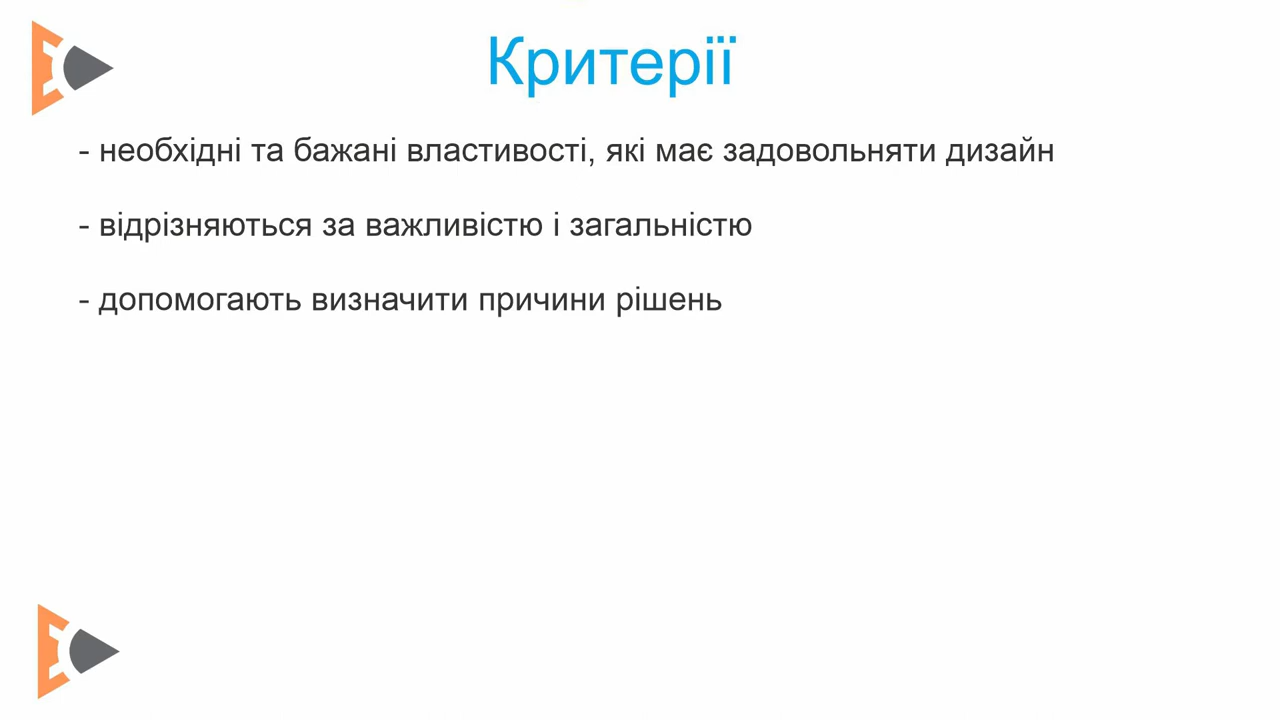 Критерії
- необхідні та бажані властивості, які має задовольняти дизайн
- відрізняються за важливістю і загальністю
- допомогають визначити причини рішень